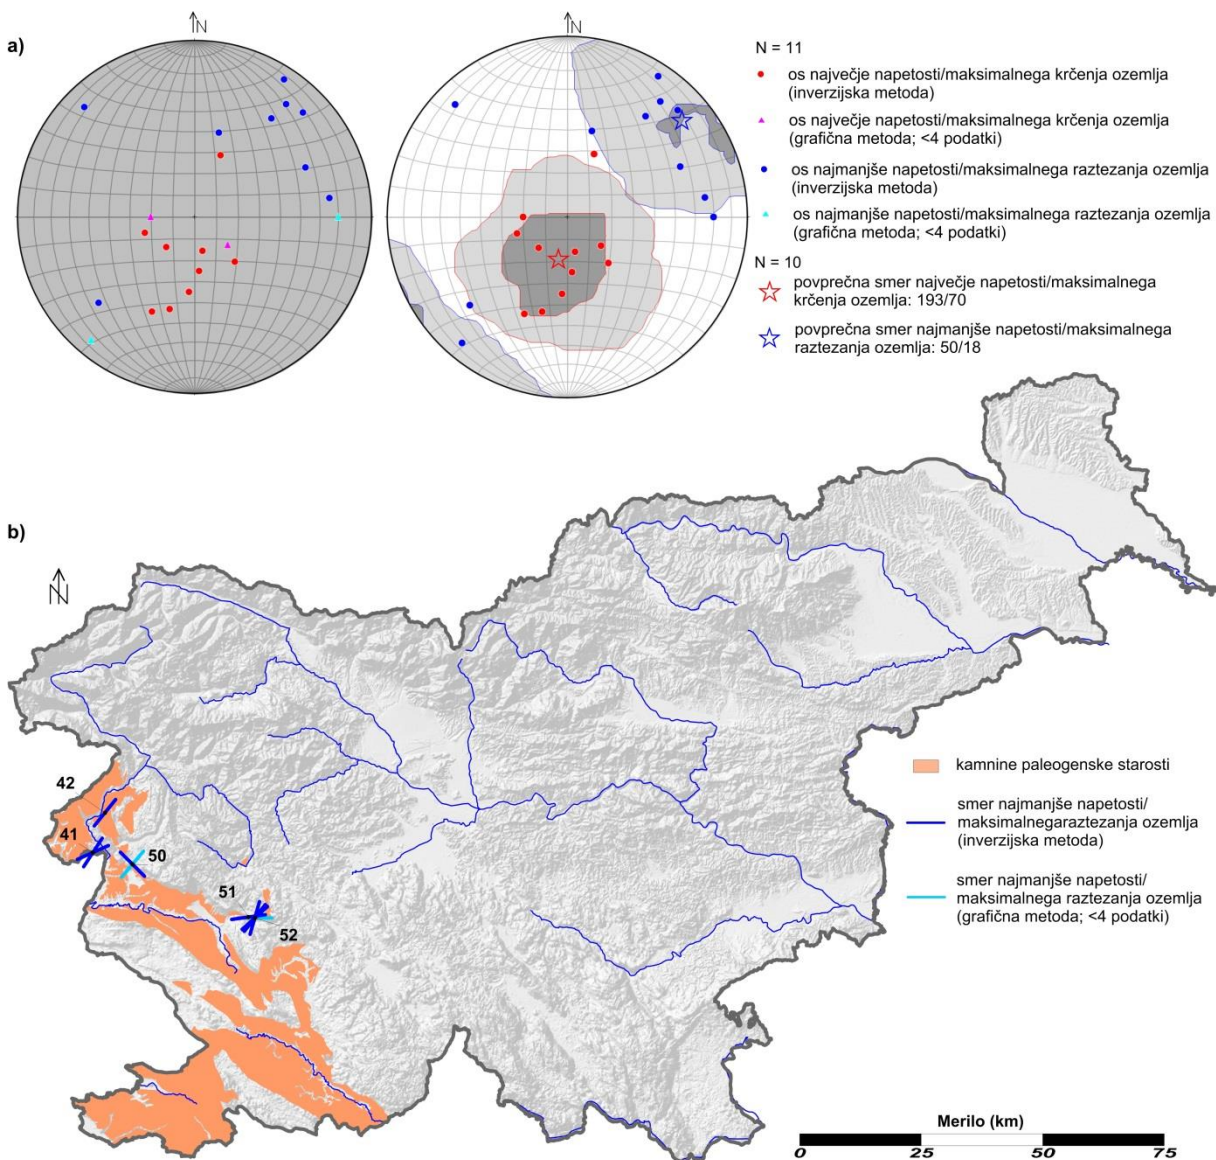 a)
N
N
N = 11
os največje napetosti/maksimalnega krčenja ozemlja
(inverzijska metoda)
os največje napetosti/maksimalnega krčenja ozemlja
(grafična metoda; <4 podatki)
os najmanjše napetosti/maksimalnega raztezanja ozemlja
(inverzijska metoda)
os najmanjše napetosti/maksimalnega raztezanja ozemlja
(grafična metoda; <4 podatki)
N = 10
povprečna smer največje napetosti/maksimalnega
krčenja ozemlja: 193/70
povprečna smer najmanjše napetosti/maksimalnega
raztezanja ozemlja: 50/18
b)
N
42
41
50
51
52
kamnine paleogenske starosti
smer najmanjše napetosti/
maksimalnegaraztezanja ozemlja
(inverzijska metoda)
smer najmanjše napetosti/
maksimalnega raztezanja ozemlja
(grafična metoda; <4 podatki)
Merilo (km)
0 25 50 75